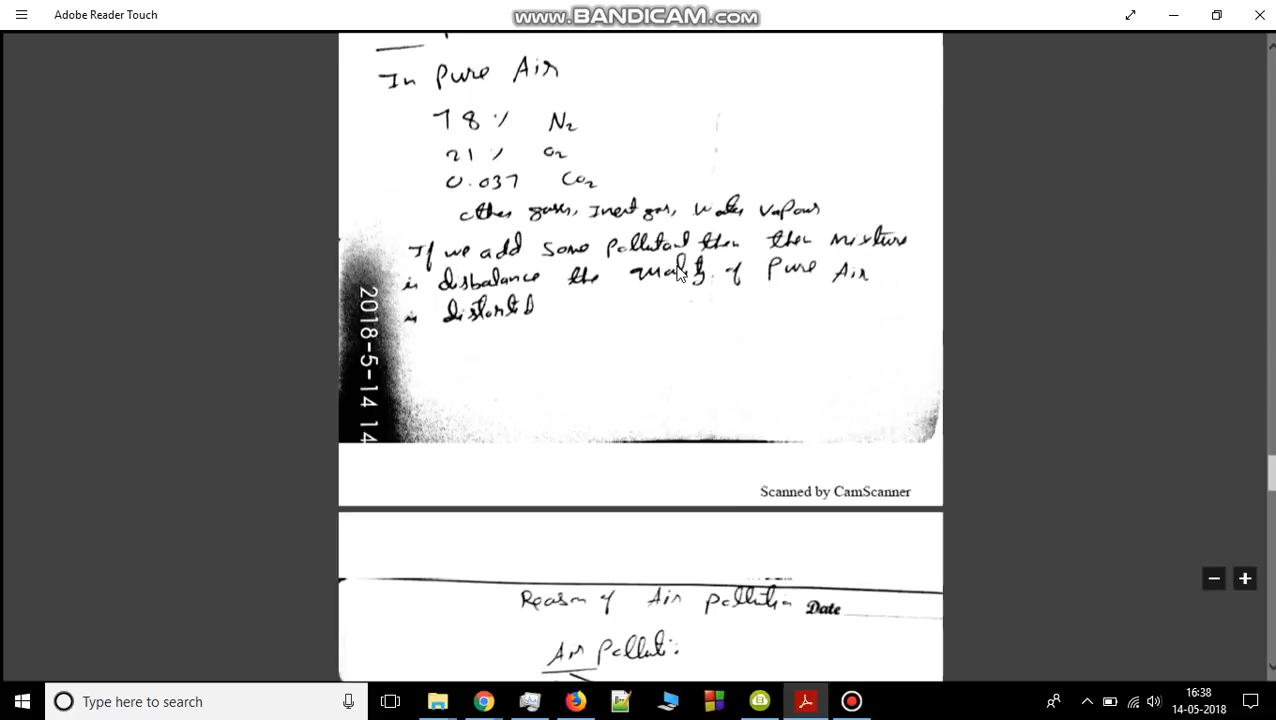 Adobe Reader Touch
www.BANDICAM.com
In Pure Air
78% N2
21% O2
0.037 CO2
other gases, Inert gas, water vapour
If we add some pollutant then then mixture
is disbalance the quality of Pure Air
is distorted
2018-5-14 14
Scanned by CamScanner
Reason of Air pollution Date
Air Polluti:
Type here to search
16:38
14-05-2018